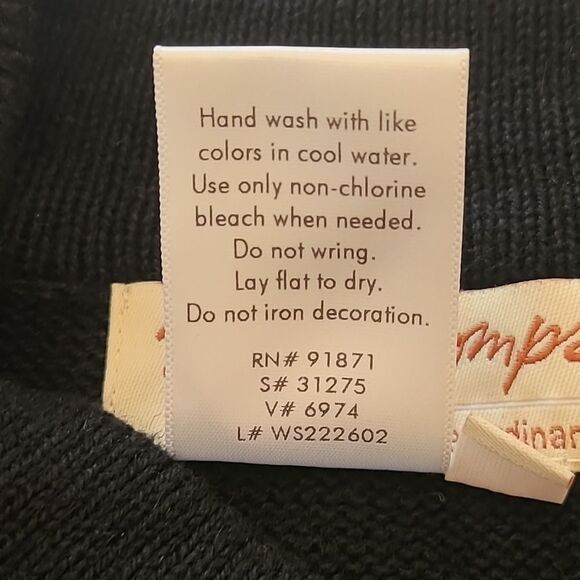 Hand wash with like
colors in cool water.
Use only non-chlorine
bleach when needed.
Do not wring.
Lay flat to dry.
Do not iron decoration.
RN# 91871
S# 31275
V# 6974
L# WS222602